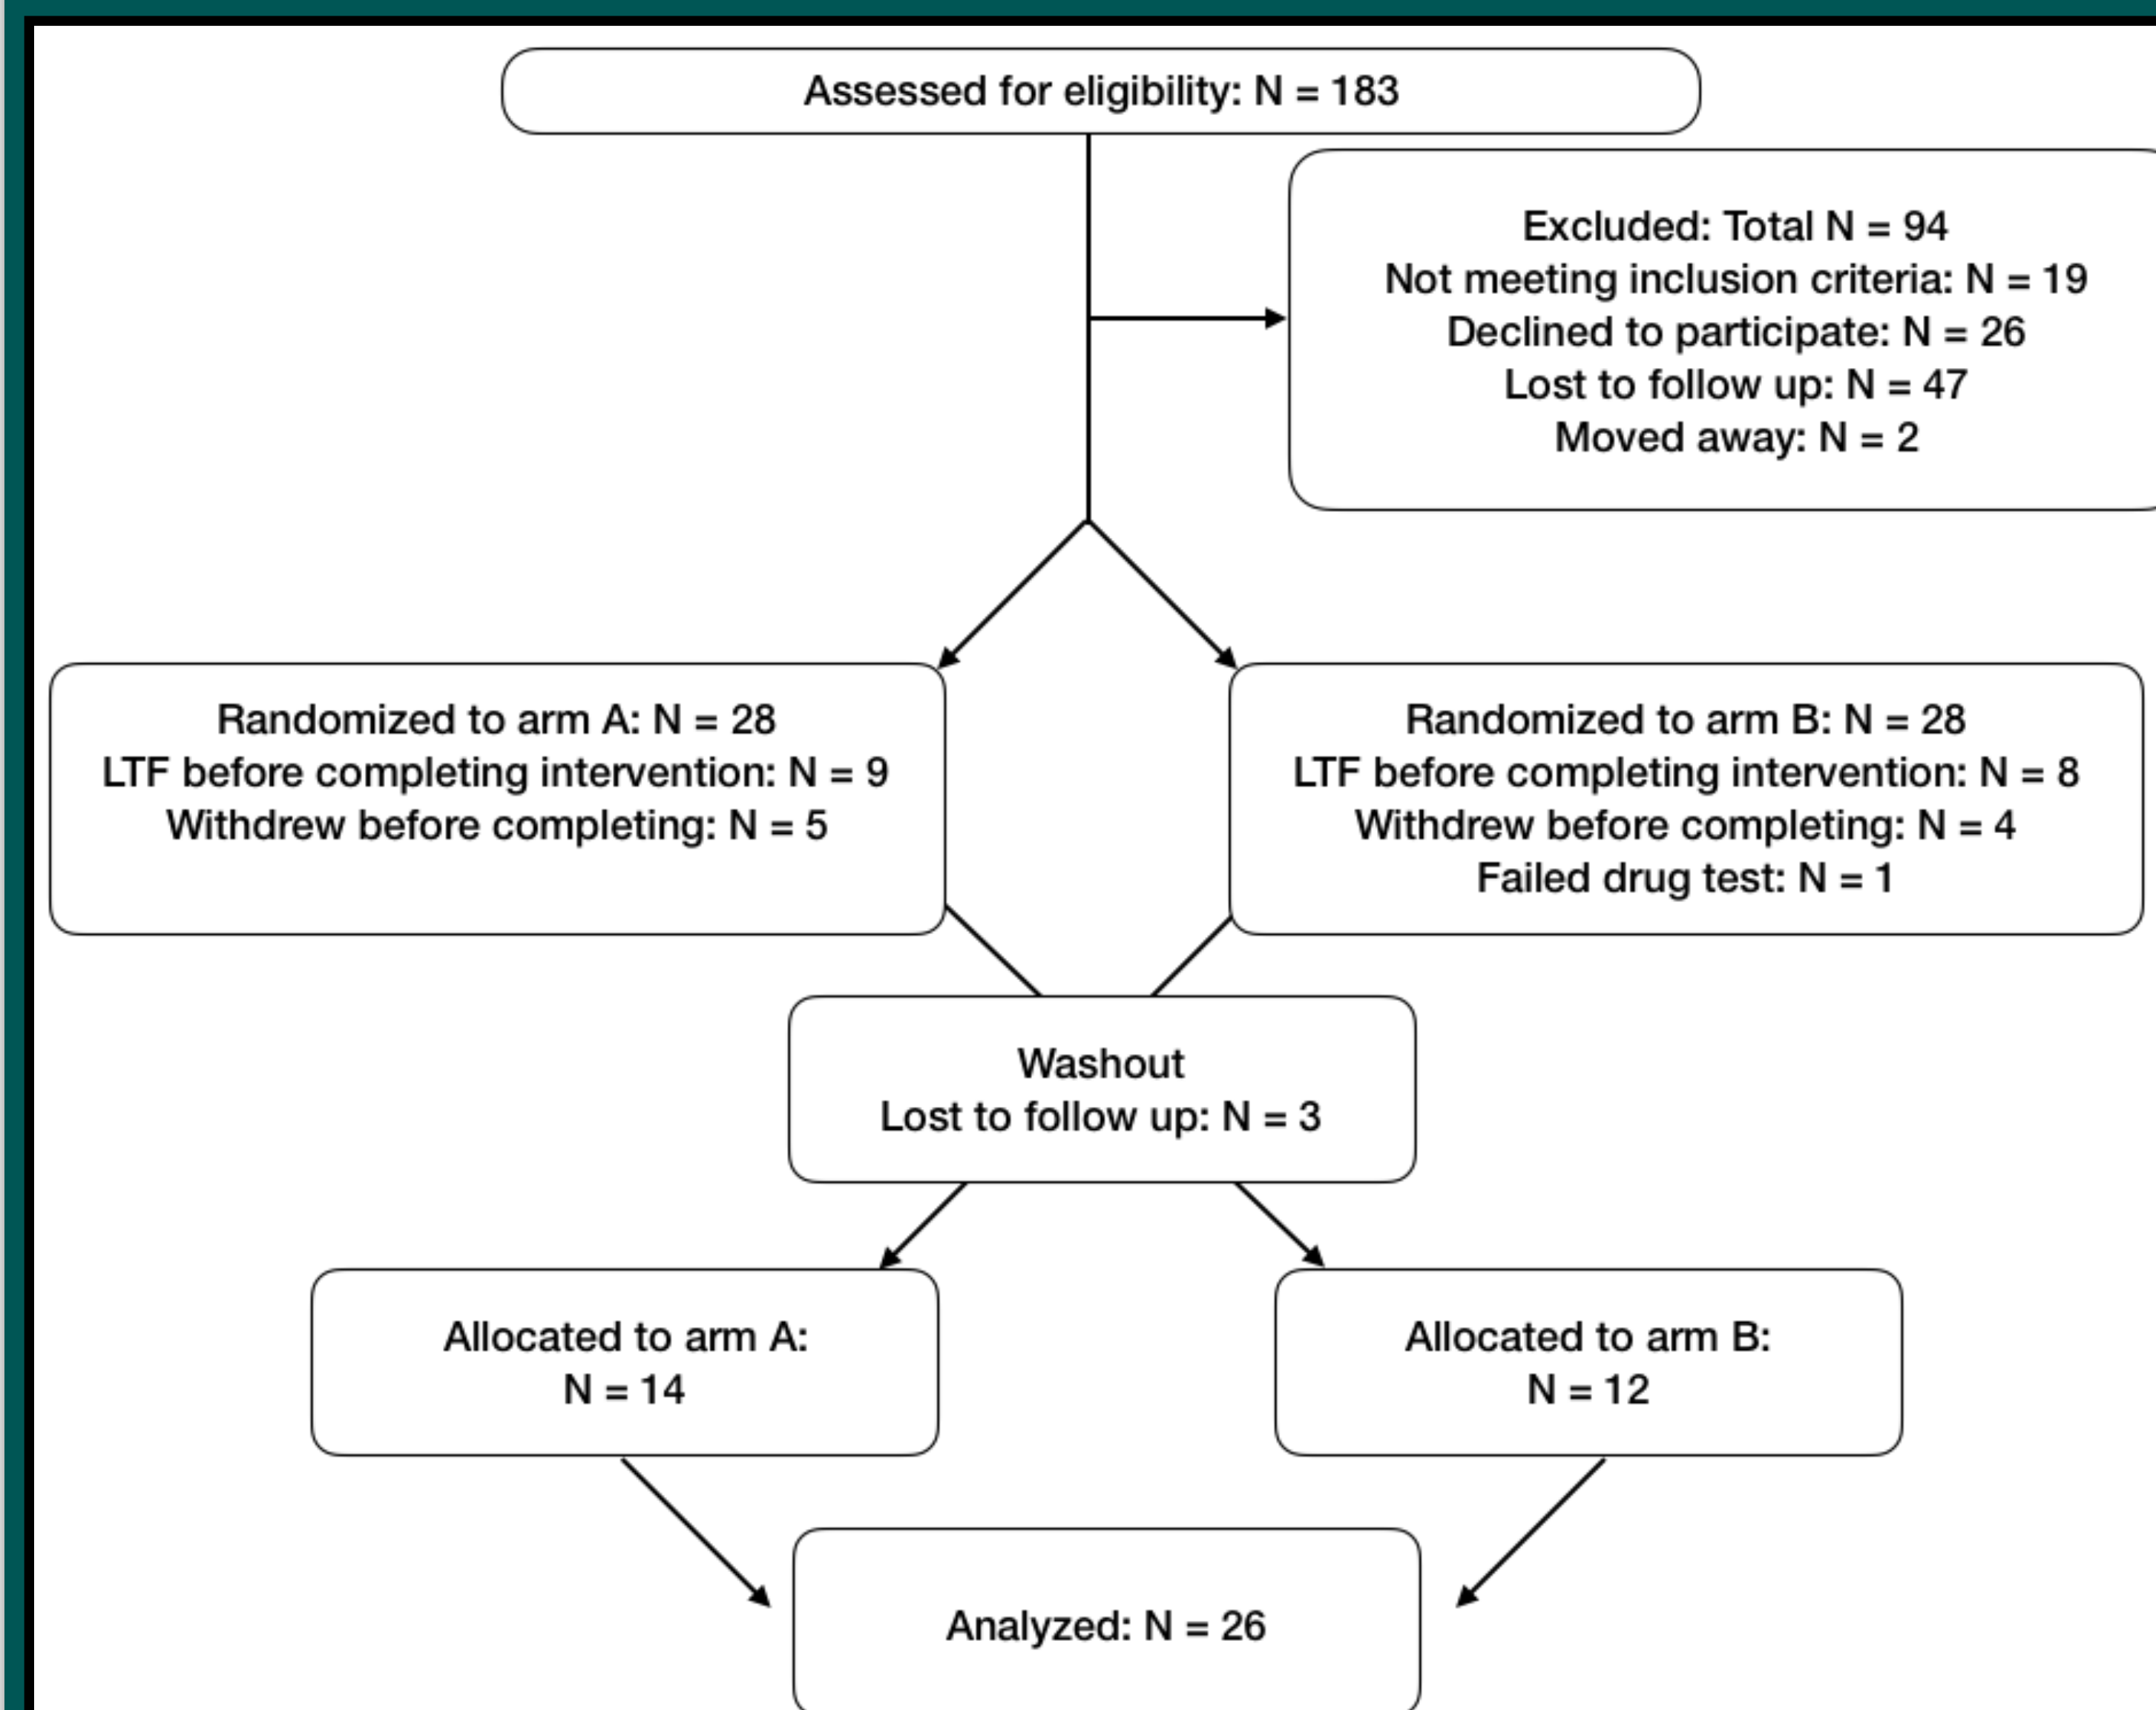 Assessed for eligibility: N = 183
Excluded: Total N = 94
Not meeting inclusion criteria: N = 19
Declined to participate: N = 26
Lost to follow up: N = 47
Moved away: N = 2
Randomized to arm A: N = 28
LTF before completing intervention: N = 9
Withdrew before completing: N = 5
Randomized to arm B: N = 28
LTF before completing intervention: N = 8
Withdrew before completing: N = 4
Failed drug test: N = 1
Washout
Lost to follow up: N = 3
Allocated to arm A:
N = 14
Allocated to arm B:
N = 12
Analyzed: N = 26